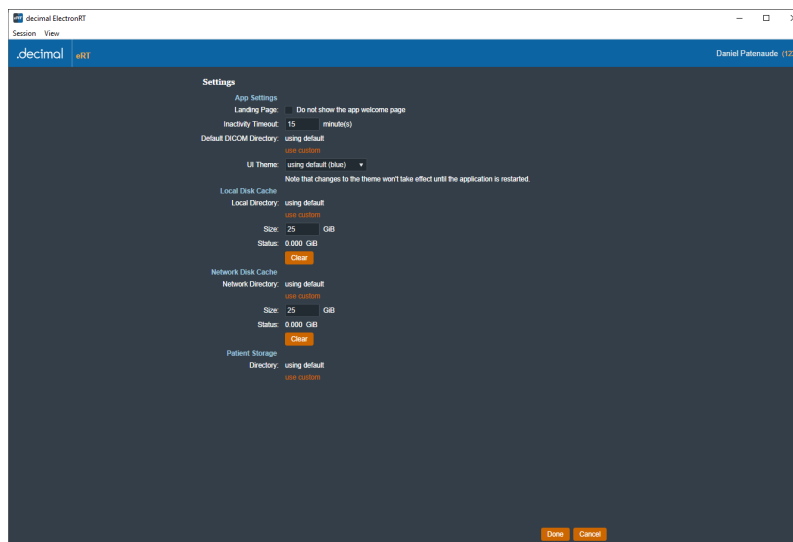 eRT decimal ElectronRT
Session View
.decimal eRT
Daniel Patenaude (12
Settings
App Settings
Landing Page: Do not show the app welcome page
Inactivity Timeout: 15 minute(s)
Default DICOM Directory: using default
use custom
UI Theme: using default (blue)
Note that changes to the theme won't take effect until the application is restarted.
Local Disk Cache
Local Directory: using default
use custom
Size: 25 GiB
Status: 0.000 GiB
Clear
Network Disk Cache
Network Directory: using default
use custom
Size: 25 GiB
Status: 0.000 GiB
Clear
Patient Storage
Directory: using default
use custom
Done Cancel